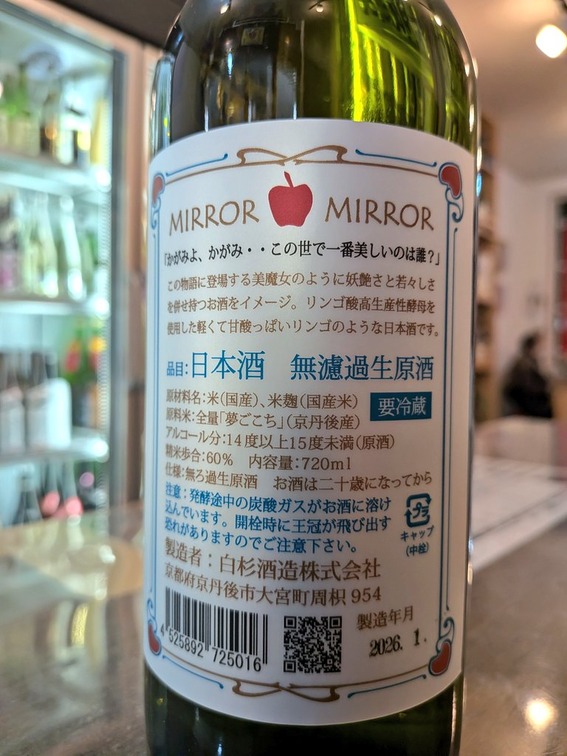 MIRROR MIRROR
「かがみよ、かがみ・・この世で一番美しいのは誰？」
この物語に登場する美魔女のように妖艶さと若々しさ
を併せ持つお酒をイメージ。リンゴ酸高生産性酵母を
使用した軽くて甘酸っぱいリンゴのような日本酒です。
品目：日本酒 無濾過生原酒
原材料名：米（国産）、米麹（国産米）
要冷蔵
原料米：全量「夢ごこち」（京丹後産）
アルコール分：14度以上15度未満（原酒）
精米歩合：60% 内容量：720ml
仕様：無ろ過生原酒 お酒は二十歳になってから
注意：発酵途中の炭酸ガスがお酒に溶け
込んでいます。開栓時に王冠が飛び出す
恐れがありますのでご注意下さい。
プラ
キャップ
（中栓）
製造者：白杉酒造株式会社
京都府京丹後市大宮町周枳954
4 525892 725016
製造年月
2026. 1.